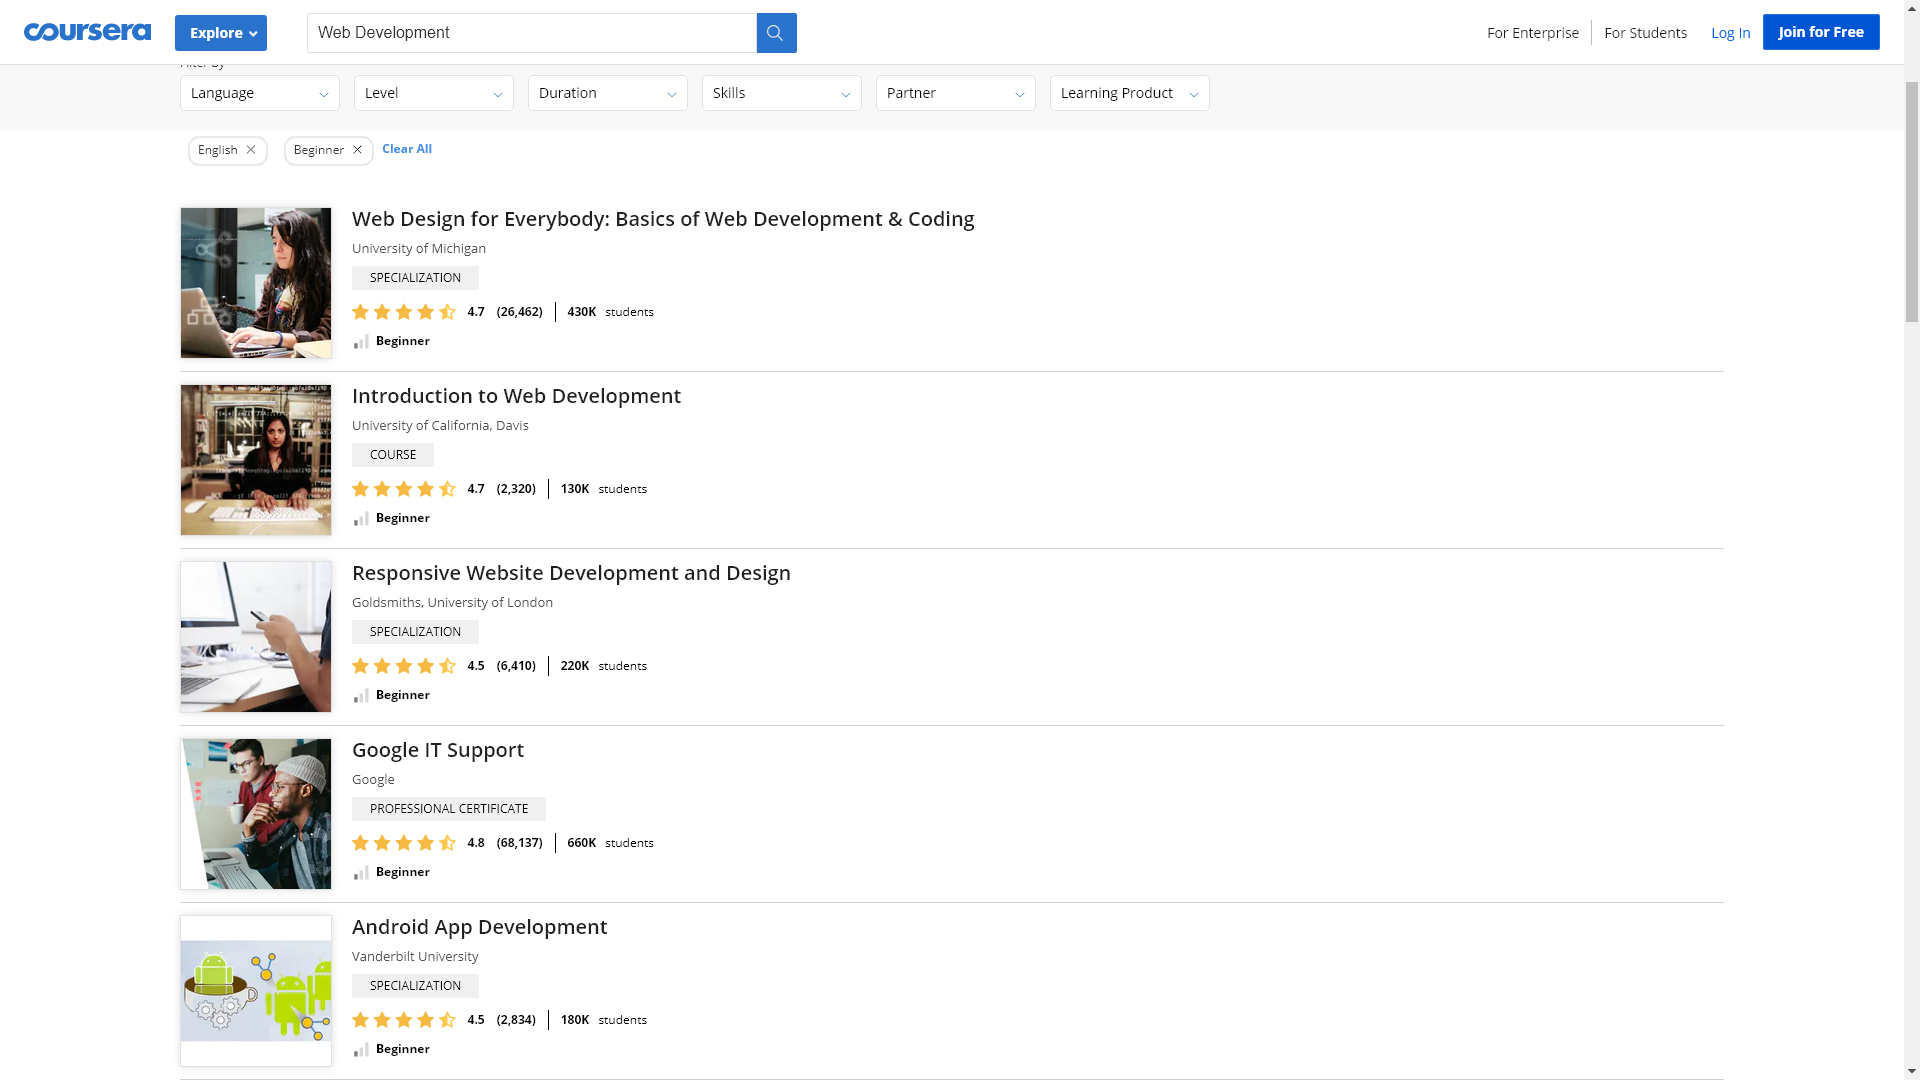 coursera
Explore
Web Development
For Enterprise
For Students
Log In
Join for Free
Filter By
Language
Level
Duration
Skills
Partner
Learning Product
English
Beginner
Clear All
Web Design for Everybody: Basics of Web Development & Coding
University of Michigan
SPECIALIZATION
4.7 (26,462) 430K students
Beginner
Introduction to Web Development
University of California, Davis
COURSE
4.7 (2,320) 130K students
Beginner
Responsive Website Development and Design
Goldsmiths, University of London
SPECIALIZATION
4.5 (6,410) 220K students
Beginner
Google IT Support
Google
PROFESSIONAL CERTIFICATE
4.8 (68,137) 660K students
Beginner
Android App Development
Vanderbilt University
SPECIALIZATION
4.5 (2,834) 180K students
Beginner